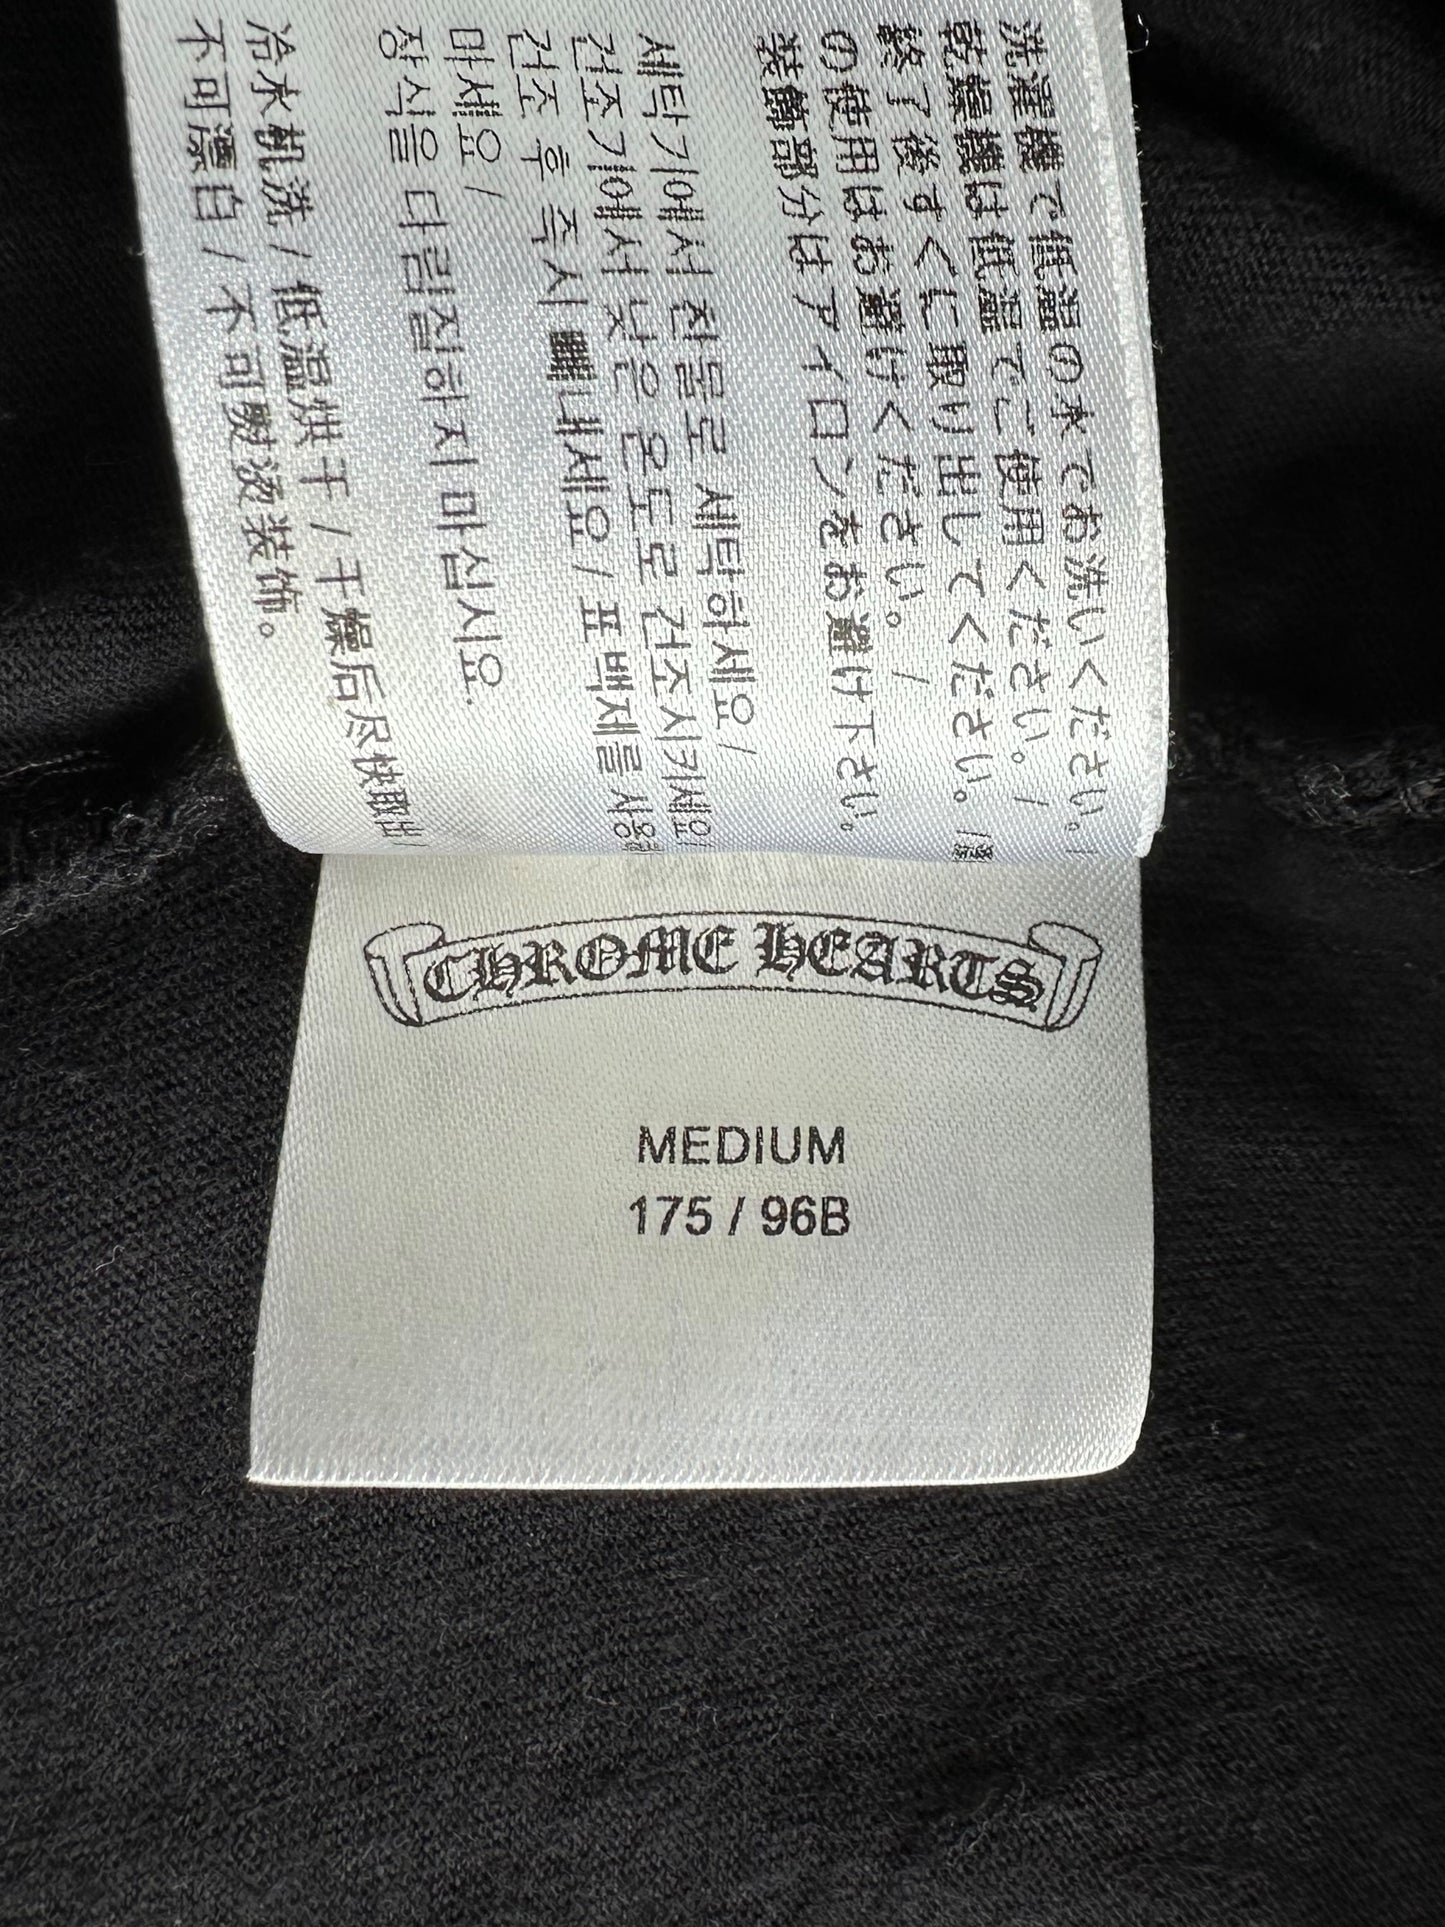 洗濯機で低温の水でお洗いください。/
乾燥機は低温でご使用ください。/
終了後すぐに取り出してください。/
の使用はお避けください。/
装飾部分はアイロンをお避け下さい。
세탁기에서 찬물로 세탁하세요/
건조기에서 낮은 온도로 건조시키세요/
건조 후 즉시 빼내세요/표백제를 사용
마세요/
장식을 다림질하지 마십시요.
冷水机洗/低温烘干/干燥后尽快取出/
不可漂白/不可熨烫装饰。
CHROME HEARTS
MEDIUM
175 / 96B